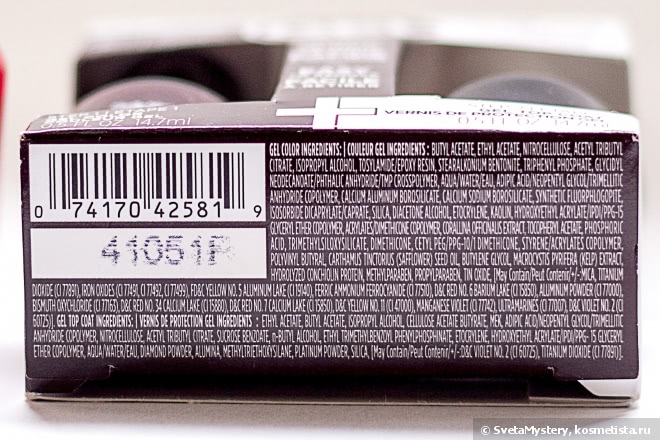 0.5 FL. OZ. 14.7ml
VERNIS DE
GEL COLOR INGREDIENTS: | COULEUR GEL INGREDIENTS : BUTYL ACETATE, ETHYL ACETATE, NITROCELLULOSE, ACETYL TRIBUTYL
CITRATE, ISOPROPYL ALCOHOL, TOSYLAMIDE/EPOXY RESIN, STEARALKONIUM BENTONITE, TRIPHENYL PHOSPHATE, GLYCIDYL
NEODECANOATE/PHTHALIC ANHYDRIDE/TMP CROSSPOLYMER, AQUA/WATER/EAU, ADIPIC ACID/NEOPENTYL GLYCOL/TRIMELLITIC
ANHYDRIDE COPOLYMER, CALCIUM ALUMINUM BOROSILICATE, CALCIUM SODIUM BOROSILICATE, SYNTHETIC FLUORPHLOGOPITE,
ISOSORBIDE DICAPRYLATE/CAPRATE, SILICA, DIACETONE ALCOHOL, ETOCRYLENE, KAOLIN, HYDROXYETHYL ACRYLATE/IPDI/PPG-15
GLYCERYL ETHER COPOLYMER, ACRYLATES/DIMETHICONE COPOLYMER, CORALLINA OFFICINALIS EXTRACT, TOCOPHERYL ACETATE, PHOSPHORIC
ACID, TRIMETHYLSILOXYSILICATE, DIMETHICONE, CETYL PEG/PPG-10/1 DIMETHICONE, STYRENE/ACRYLATES COPOLYMER,
POLYVINYL BUTYRAL, CARTHAMUS TINCTORIUS (SAFFLOWER) SEED OIL, BUTYLENE GLYCOL, MACROCYSTIS PYRIFERA (KELP) EXTRACT,
HYDROLYZED CONCHIOLIN PROTEIN, METHYLPARABEN, PROPYLPARABEN, TIN OXIDE, [May Contain/Peut Contenir/+/-:MICA, TITANIUM
DIOXIDE (CI 77891), IRON OXIDES (CI 77491, CI 77492, CI 77499), FD&C YELLOW NO. 5 ALUMINUM LAKE (CI 19140), FERRIC AMMONIUM FERROCYANIDE (CI 77510), D&C RED NO. 6 BARIUM LAKE (CI 15850), ALUMINUM POWDER (CI 77000),
BISMUTH OXYCHLORIDE (CI 77163), D&C RED NO. 34 CALCIUM LAKE (CI 15880), D&C RED NO. 7 CALCIUM LAKE (CI 15850), D&C YELLOW NO. 11 (CI 47000), MANGANESE VIOLET (CI 77742), ULTRAMARINES (CI 77007), D&C VIOLET NO. 2 (CI
60725)]. GEL TOP COAT INGREDIENTS: | VERNIS DE PROTECTION GEL INGREDIENTS : ETHYL ACETATE, BUTYL ACETATE, ISOPROPYL ALCOHOL, CELLULOSE ACETATE BUTYRATE, MEK, ADIPIC ACID/NEOPENTYL GLYCOL/TRIMELLITIC
ANHYDRIDE COPOLYMER, NITROCELLULOSE, ACETYL TRIBUTYL CITRATE, SUCROSE BENZOATE, n-BUTYL ALCOHOL, ETHYL TRIMETHYLBENZOYL PHENYLPHOSPHINATE, ETOCRYLENE, HYDROXYETHYL ACRYLATE/IPDI/PPG-15 GLYCERYL
ETHER COPOLYMER, AQUA/WATER/EAU, DIAMOND POWDER, ALUMINA, METHYLTRIETHOXYSILANE, PLATINUM POWDER, SILICA, [May Contain/Peut Contenir/+/-:D&C VIOLET NO. 2 (CI 60725), TITANIUM DIOXIDE (CI 77891)].
0 74170 42581 9
41051F
© SvetaMystery, kosmetista.ru